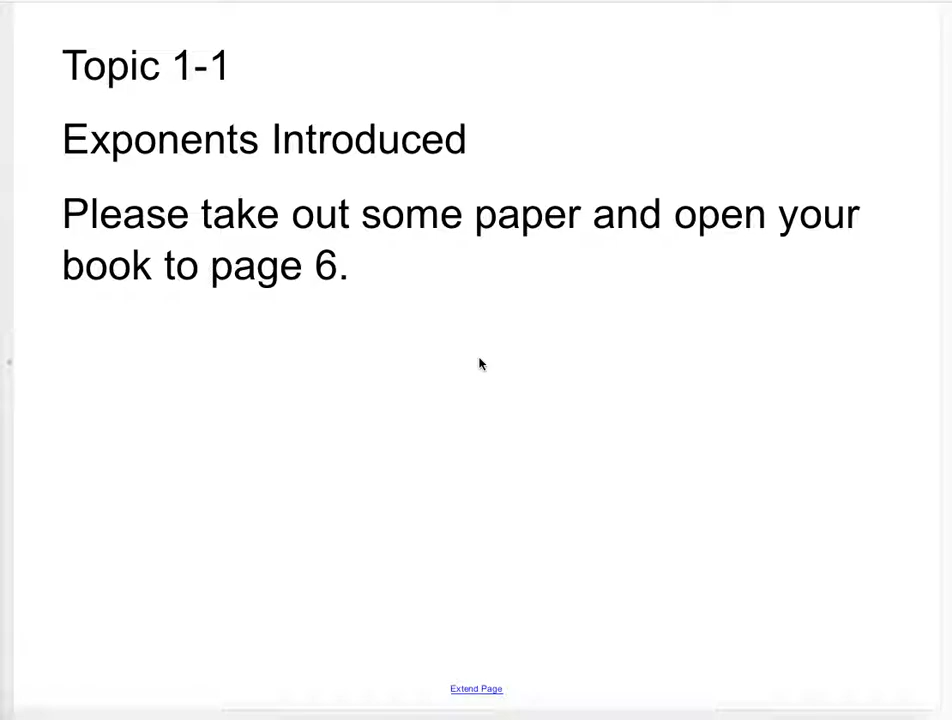 Topic 1-1
Exponents Introduced
Please take out some paper and open your
book to page 6.
Extend Page